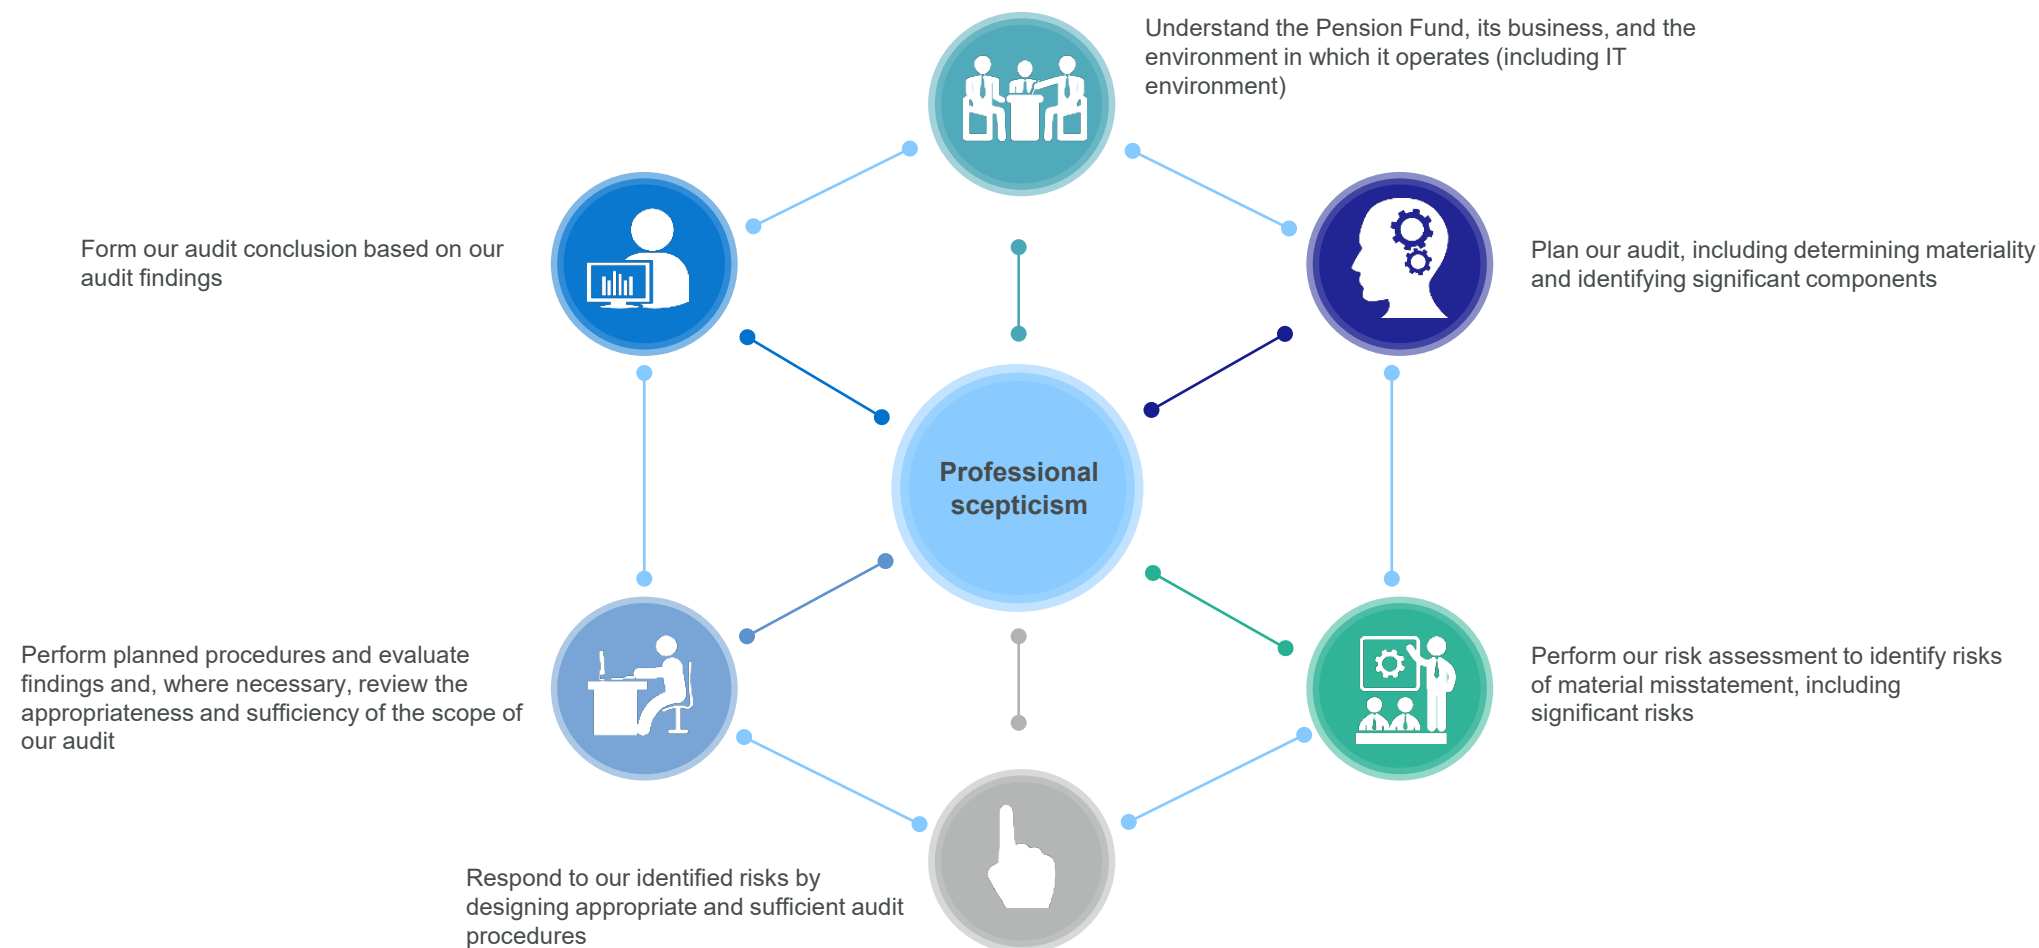 Understand the Pension Fund, its business, and the
environment in which it operates (including IT
environment)
Plan our audit, including determining materiality
and identifying significant components
Form our audit conclusion based on our
audit findings
Professional
scepticism
Perform our risk assessment to identify risks
of material misstatement, including
significant risks
Perform planned procedures and evaluate
findings and, where necessary, review the
appropriateness and sufficiency of the scope of
our audit
Respond to our identified risks by
designing appropriate and sufficient audit
procedures